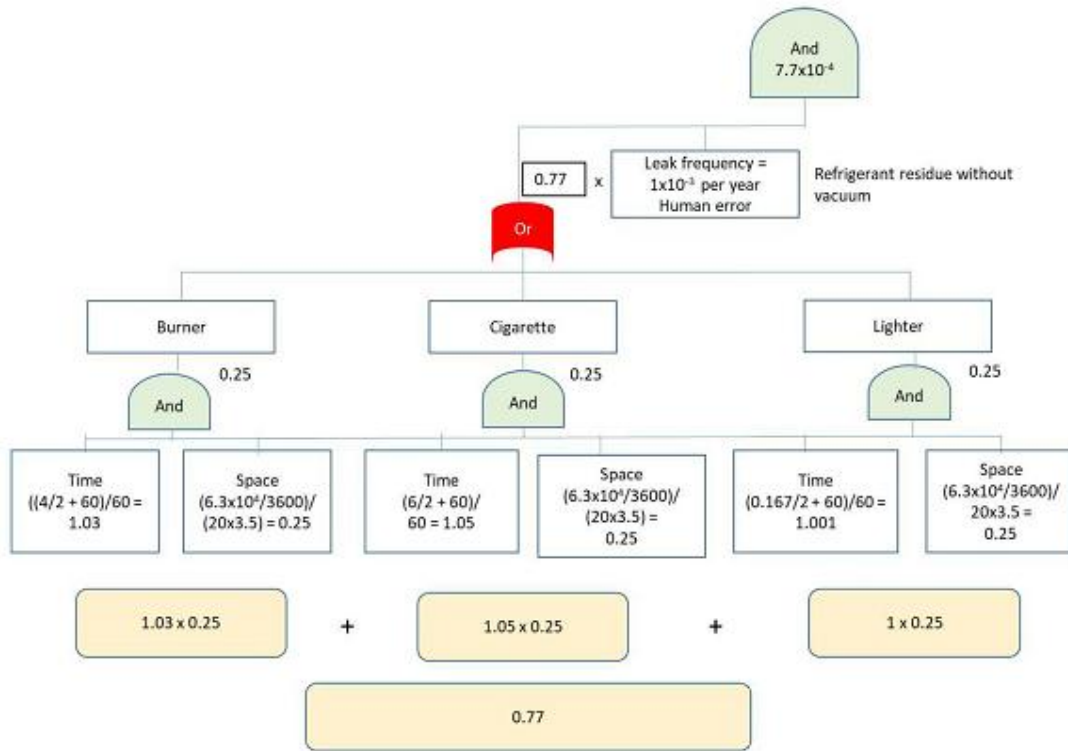 And
7.7x10⁻⁴
0.77
x
Leak frequency =
1x10⁻³ per year
Human error
Refrigerant residue without
vacuum
Or
Burner
Cigarette
Lighter
0.25
0.25
0.25
And
And
And
Time
((4/2 + 60)/60 =
1.03
Space
(6.3x10⁴/3600)/
(20x3.5) = 0.25
Time
(6/2 + 60)/
60 = 1.05
Space
(6.3x10⁴/3600)/
(20x3.5) =
0.25
Time
(0.167/2 + 60)/60 =
1.001
Space
(6.3x10⁴/3600)/
20x3.5 =
0.25
1.03 x 0.25
+
1.05 x 0.25
+
1 x 0.25
0.77